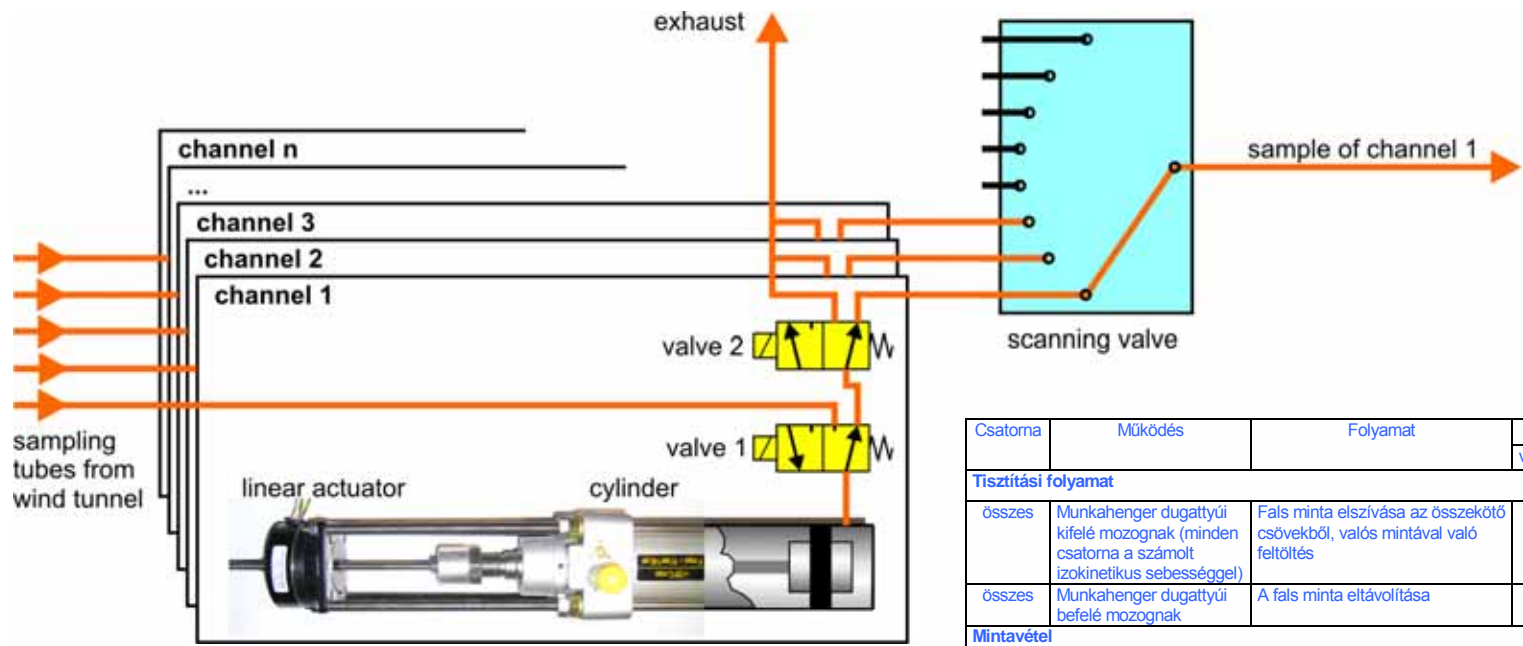 exhaust
channel n
...
channel 3
channel 2
channel 1
sample of channel 1
scanning valve
valve 2
valve 1
sampling
tubes from
wind tunnel
linear actuator
cylinder
Csatorna Működés Folyamat
v
Tisztítási folyamat
összes Munkahenger dugattyúi Fals minta elszívása az összekötő
kifelé mozognak (minden csövekből, valós mintával való
csatorna a számolt feltöltés
izokinetikus sebességgel)
összes Munkahenger dugattyúi A fals minta eltávolítása
befelé mozognak
Mintavétel